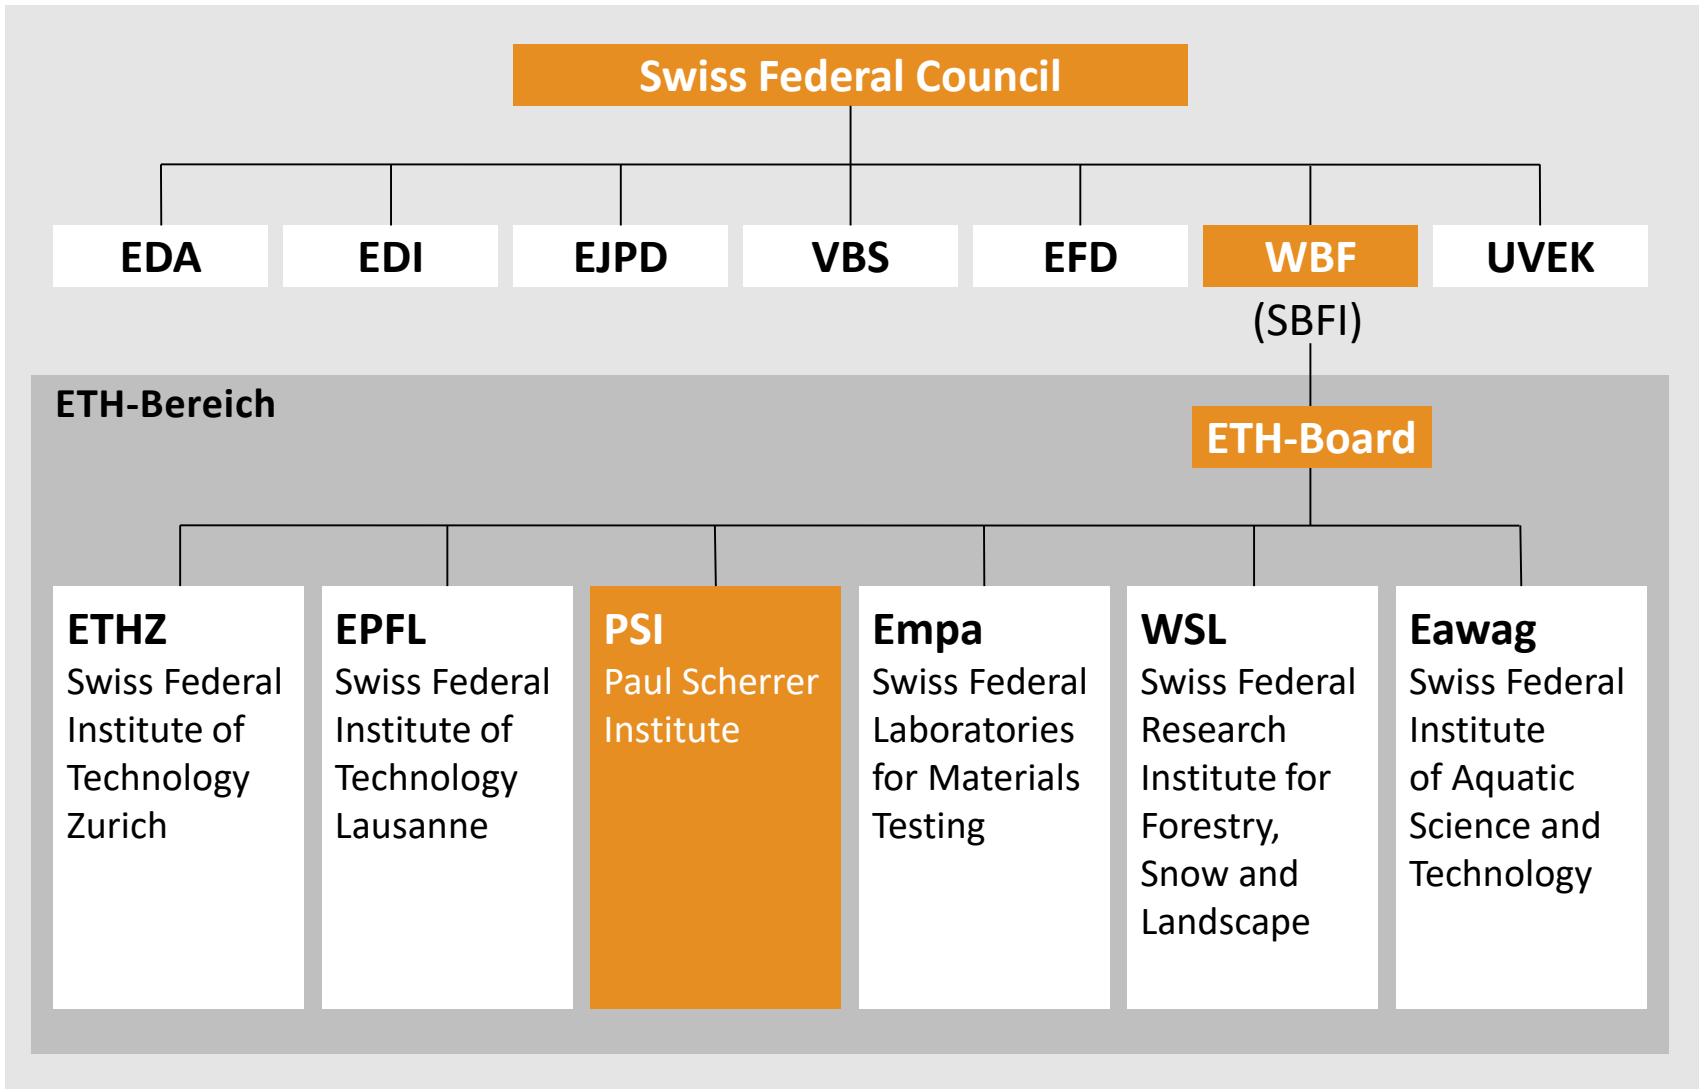 Swiss Federal Council
EDA
EDI
EJPD
VBS
EFD
WBF
UVEK
(SBFI)
ETH-Bereich
ETH-Board
ETHZ
Swiss Federal
Institute of
Technology
Zurich
EPFL
Swiss Federal
Institute of
Technology
Lausanne
PSI
Paul Scherrer
Institute
Empa
Swiss Federal
Laboratories
for Materials
Testing
WSL
Swiss Federal
Research
Institute for
Forestry,
Snow and
Landscape
Eawag
Swiss Federal
Institute
of Aquatic
Science and
Technology